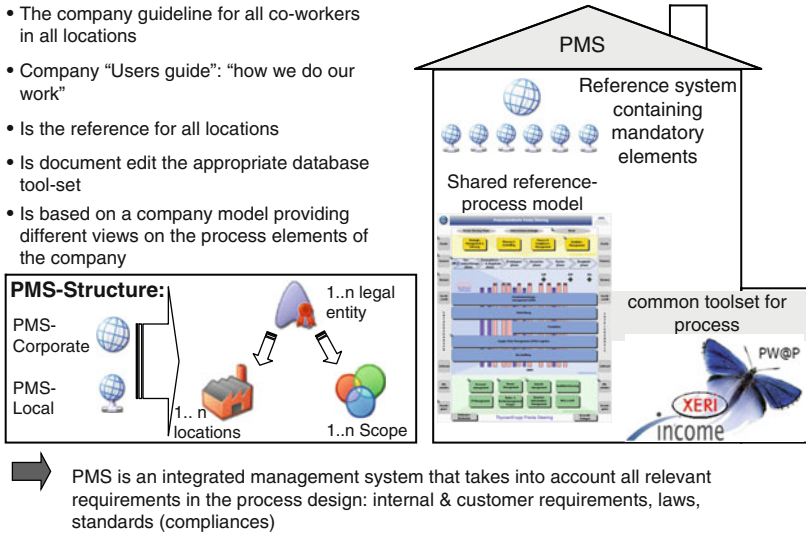 • The company guideline for all co-workers
in all locations
• Company “Users guide”: “how we do our
work”
• Is the reference for all locations
• Is document edit the appropriate database
tool-set
• Is based on a company model providing
different views on the process elements of
the company
PMS-Structure:
PMS-
Corporate
PMS-
Local
1..n legal
entity
1.. n
locations
1..n Scope
PMS
Reference system
containing
mandatory
elements
Shared reference-
process model
common toolset for
process
PW@P
XERI
income
PMS is an integrated management system that takes into account all relevant
requirements in the process design: internal & customer requirements, laws,
standards (compliances)